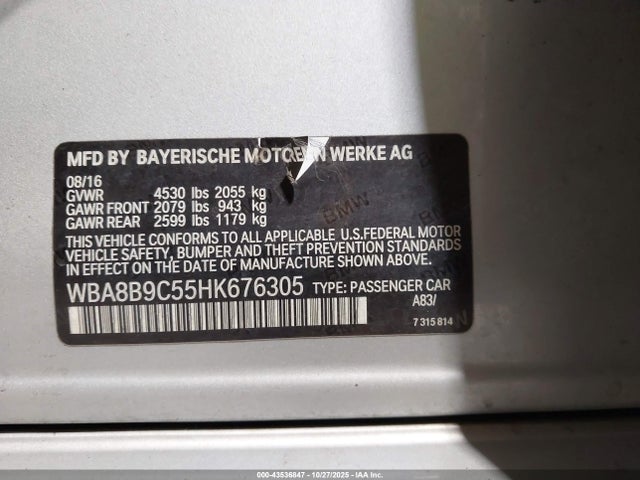 MFD BY BAYERISCHE MOTOREN WERKE AG
08/16
GVWR 4530 lbs 2055 kg
GAWR FRONT 2079 lbs 943 kg
GAWR REAR 2599 lbs 1179 kg
THIS VEHICLE CONFORMS TO ALL APPLICABLE U.S.FEDERAL MOTOR
VEHICLE SAFETY, BUMPER, AND THEFT PREVENTION STANDARDS
IN EFFECT ON THE DATE OF MANUFACTURE SHOWN ABOVE.
WBA8B9C55HK676305 TYPE: PASSENGER CAR
A83/
7 315 814
BMW
000-43536847 | 10/27/2025 | IAAI.com